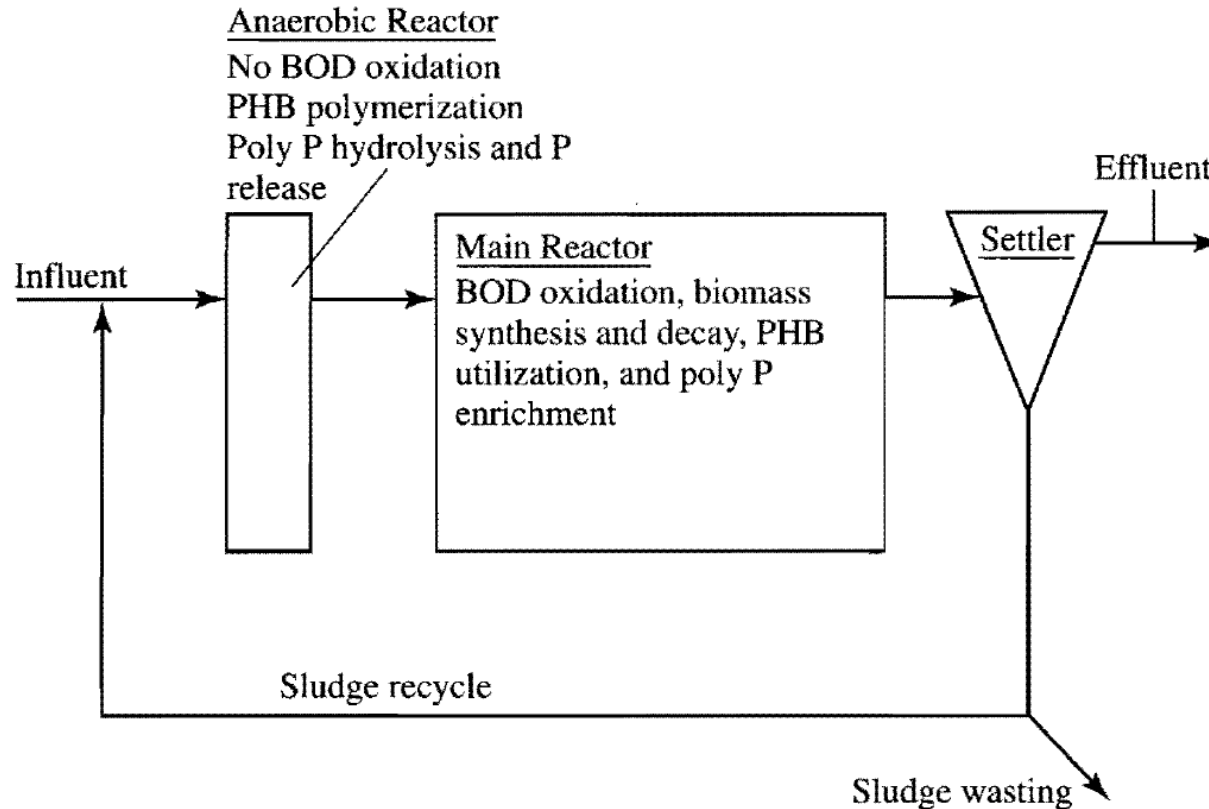 Anaerobic Reactor
No BOD oxidation
PHB polymerization
Poly P hydrolysis and P
release
Effluent
Settler
Influent
Main Reactor
BOD oxidation, biomass
synthesis and decay, PHB
utilization, and poly P
enrichment
Sludge recycle
Sludge wasting